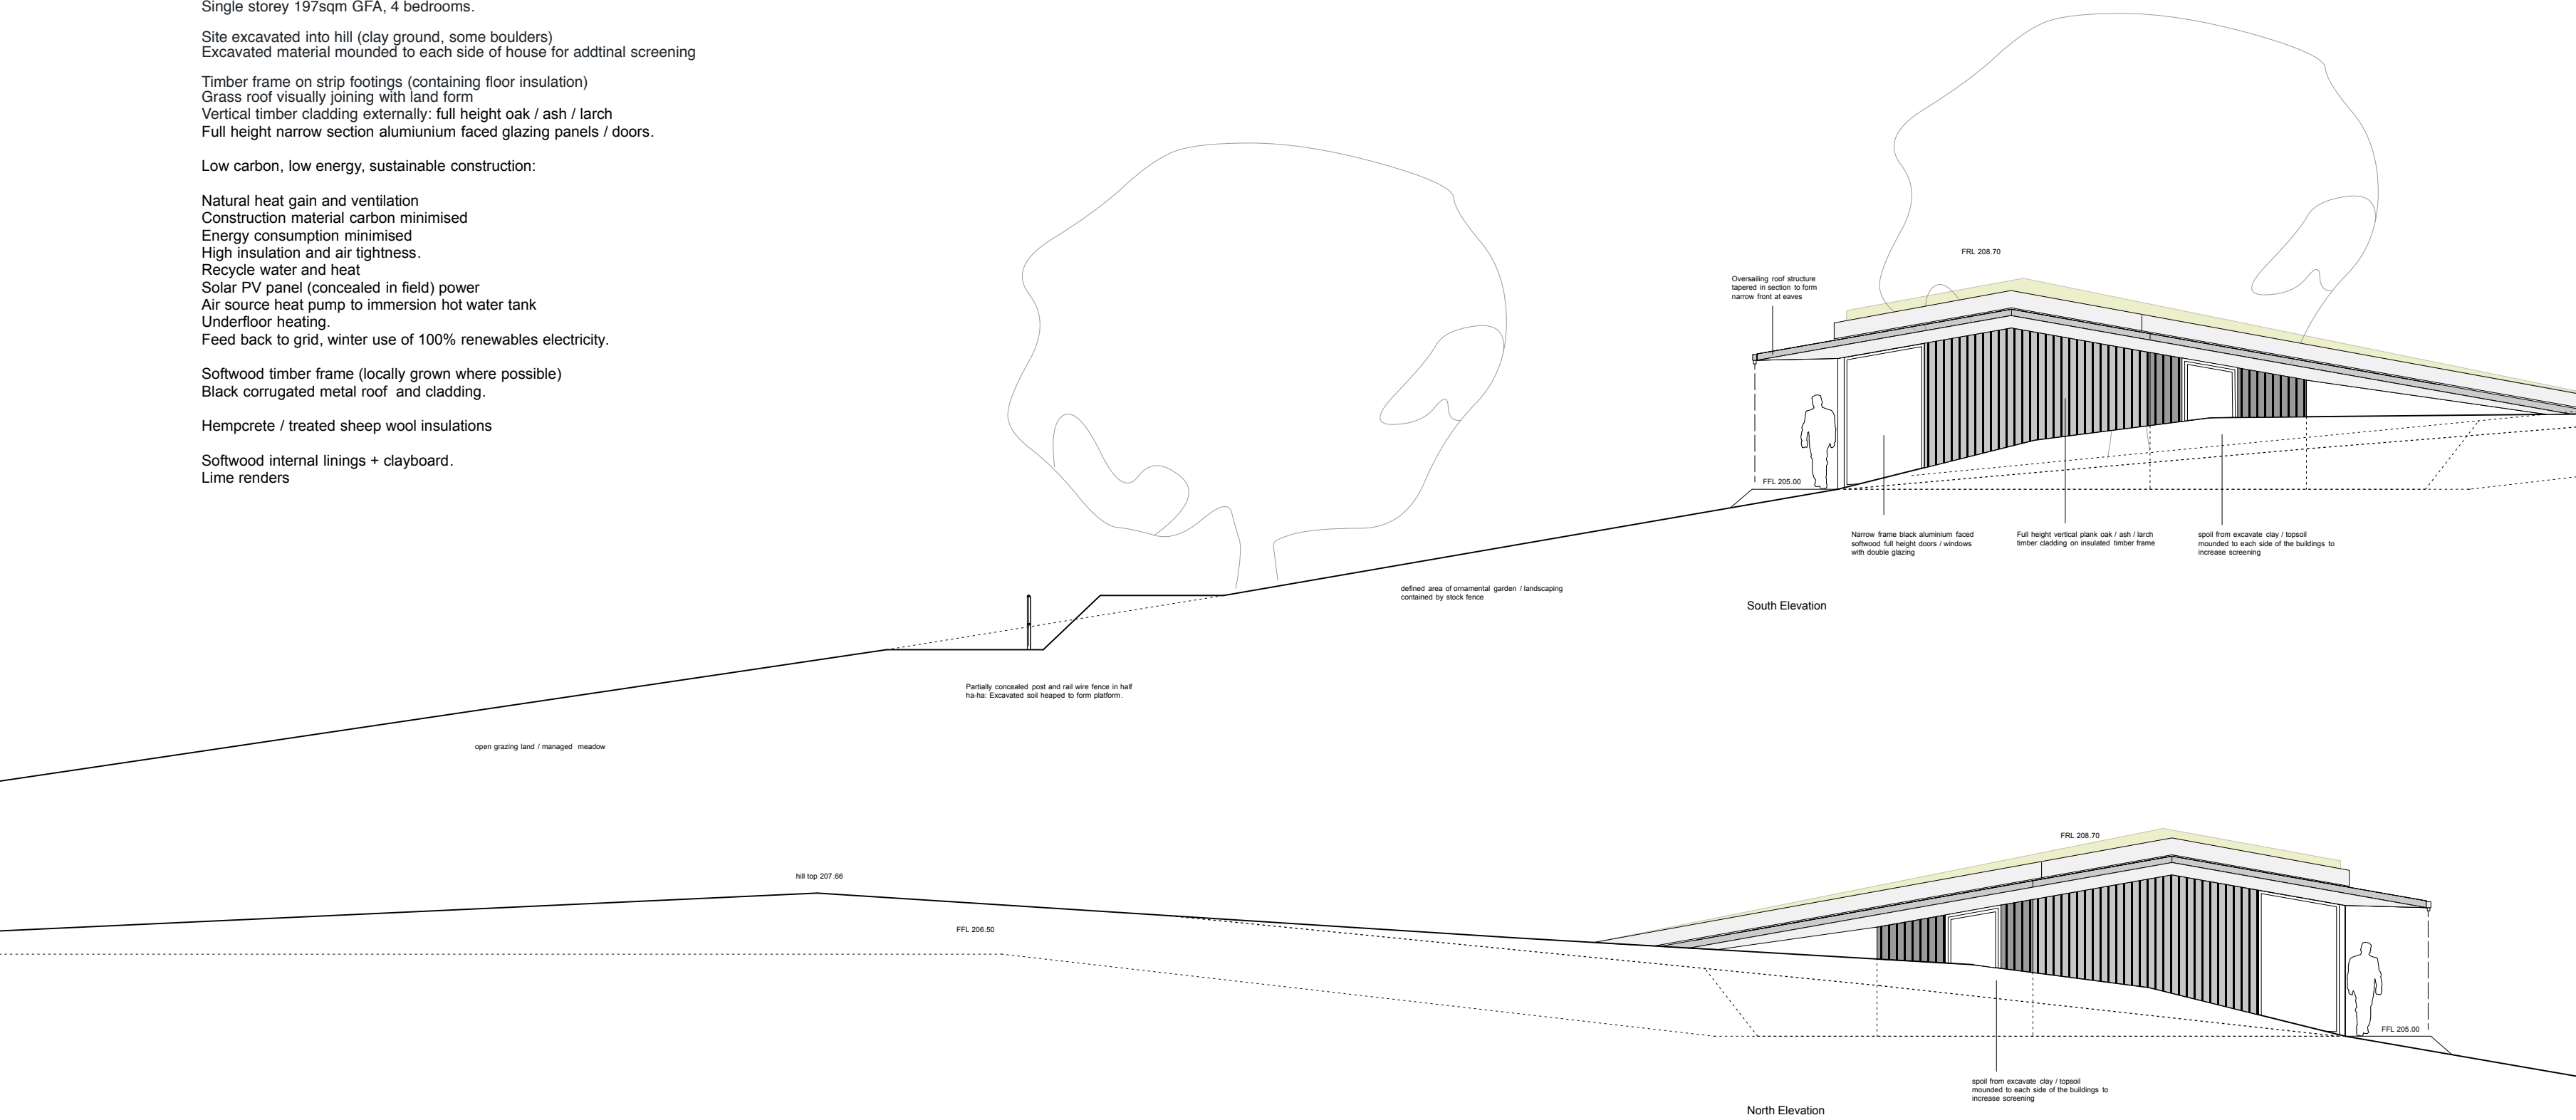 Single storey 197sqm GFA, 4 bedrooms.
Site excavated into hill (clay ground, some boulders)
Excavated material mounded to each side of house for addtinal screening
Timber frame on strip footings (containing floor insulation)
Grass roof visually joining with land form
Vertical timber cladding externally: full height oak / ash / larch
Full height narrow section alumiunium faced glazing panels / doors.
Low carbon, low energy, sustainable construction:
Natural heat gain and ventilation
Construction material carbon minimised
Energy consumption minimised
High insulation and air tightness.
Recycle water and heat
Solar PV panel (concealed in field) power
Air source heat pump to immersion hot water tank
Underfloor heating.
Feed back to grid, winter use of 100% renewables electricity.
Softwood timber frame (locally grown where possible)
Black corrugated metal roof and cladding.
Hempcrete / treated sheep wool insulations
Softwood internal linings + clayboard.
Lime renders
FRL 208.70
Oversailing roof structure
tapered in section to form
narrow front at eaves
FFL 205.00
Narrow frame black aluminium faced
softwood full height doors / windows
with double glazing
Full height vertical plank oak / ash / larch
timber cladding on insulated timber frame
spoil from excavate clay / topsoil
mounded to each side of the buildings to
increase screening
defined area of ornamental garden / landscaping
contained by stock fence
South Elevation
Partially concealed post and rail wire fence in half
ha-ha: Excavated soil heaped to form platform.
open grazing land / managed meadow
FRL 208.70
hill top 207.66
FFL 206.50
FFL 205.00
spoil from excavate clay / topsoil
mounded to each side of the buildings to
increase screening
North Elevation